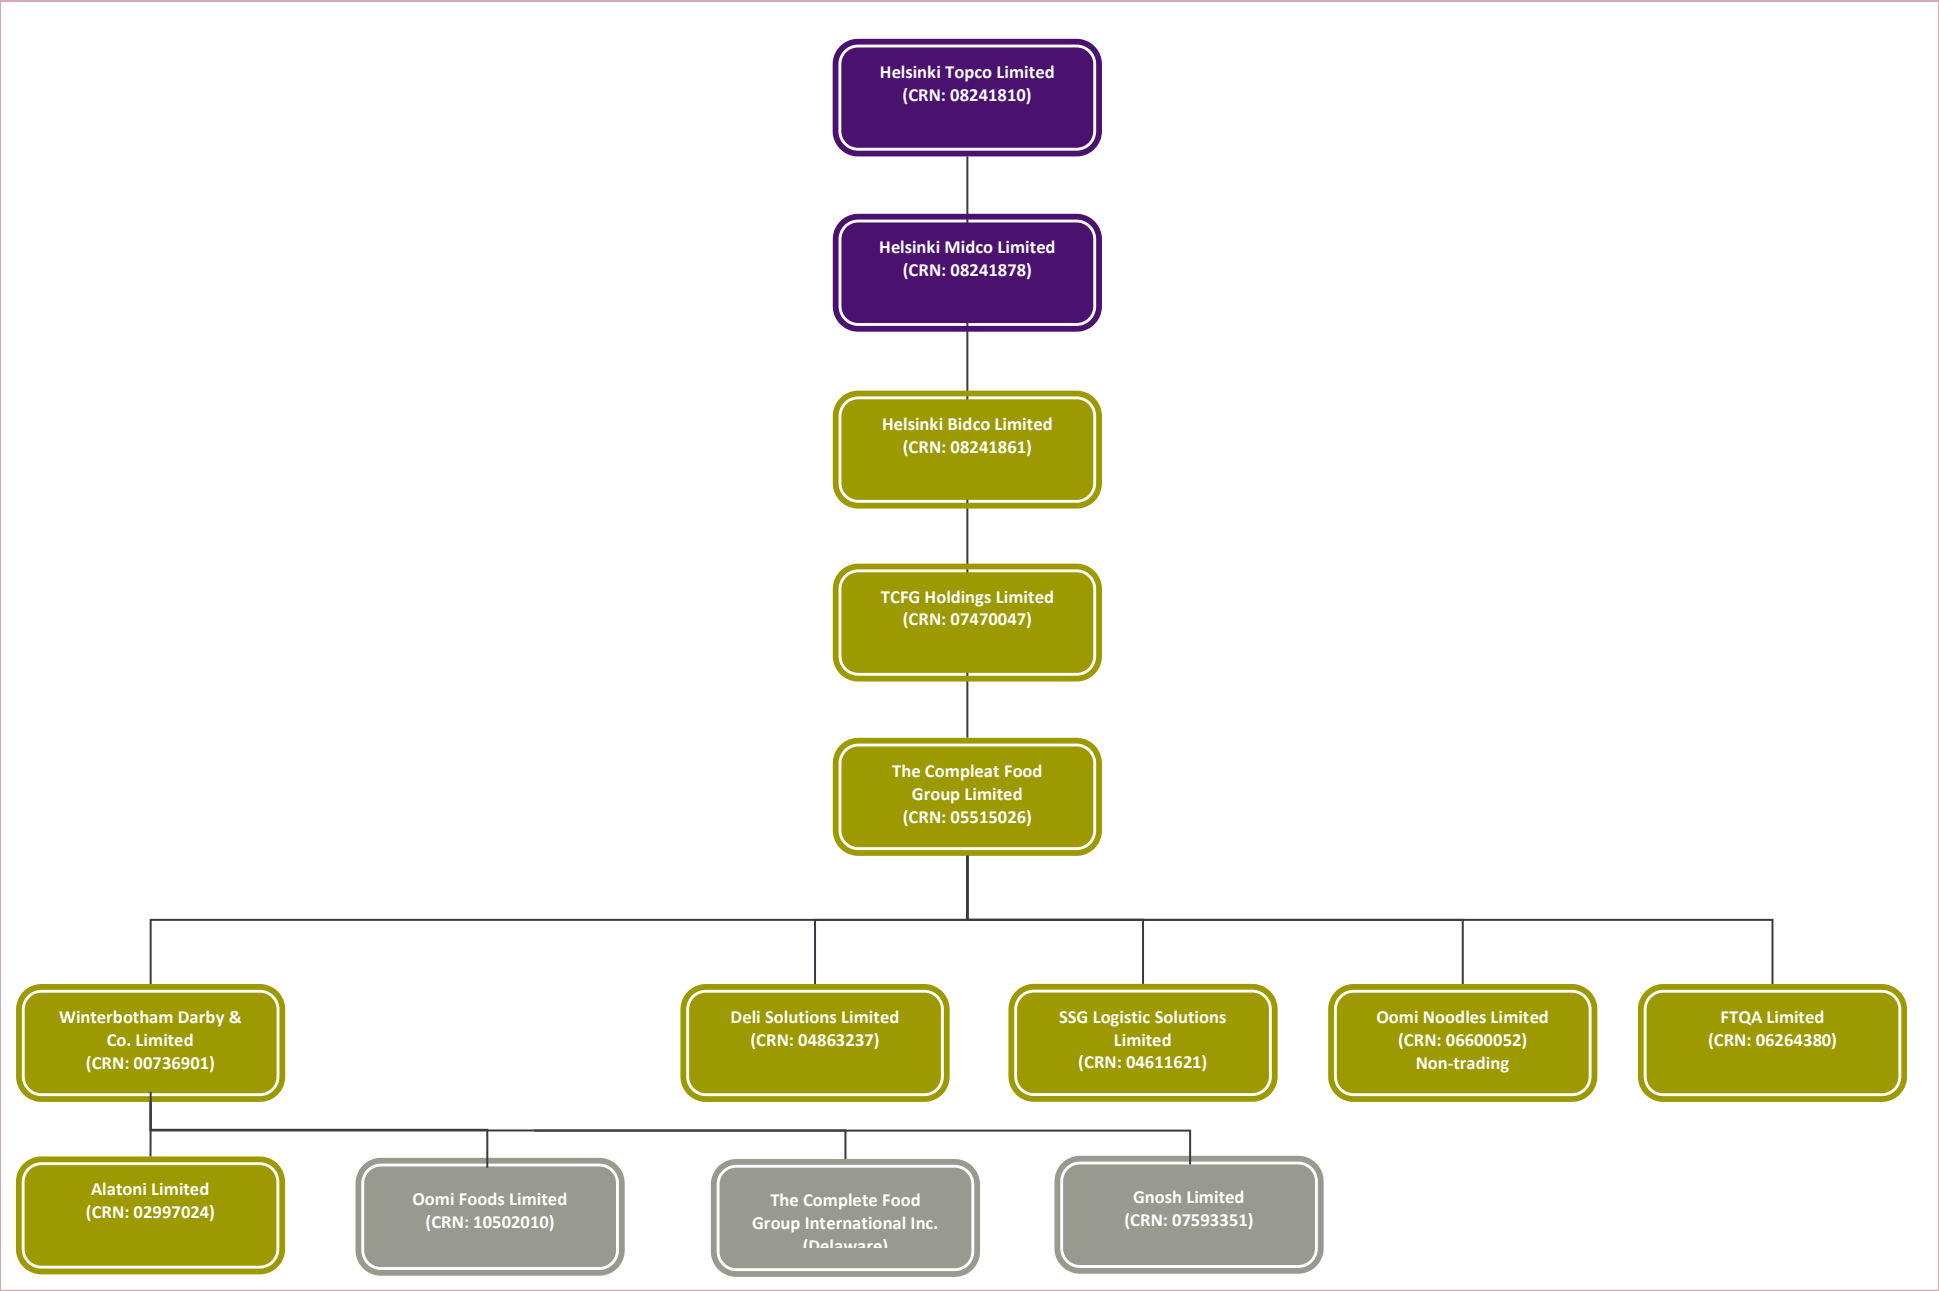 Helsinki Topco Limited
(CRN: 08241810)
Helsinki Midco Limited
(CRN: 08241878)
Helsinki Bidco Limited
(CRN: 08241861)
TCFG Holdings Limited
(CRN: 07470047)
The Compleat Food
Group Limited
(CRN: 05515026)
Winterbotham Darby &
Co. Limited
(CRN: 00736901)
Deli Solutions Limited
(CRN: 04863237)
SSG Logistic Solutions
Limited
(CRN: 04611621)
Oomi Noodles Limited
(CRN: 06600052)
Non-trading
FTQA Limited
(CRN: 06264380)
Alatoni Limited
(CRN: 02997024)
Oomi Foods Limited
(CRN: 10502010)
The Complete Food
Group International Inc.
(Delaware)
Gnosh Limited
(CRN: 07593351)